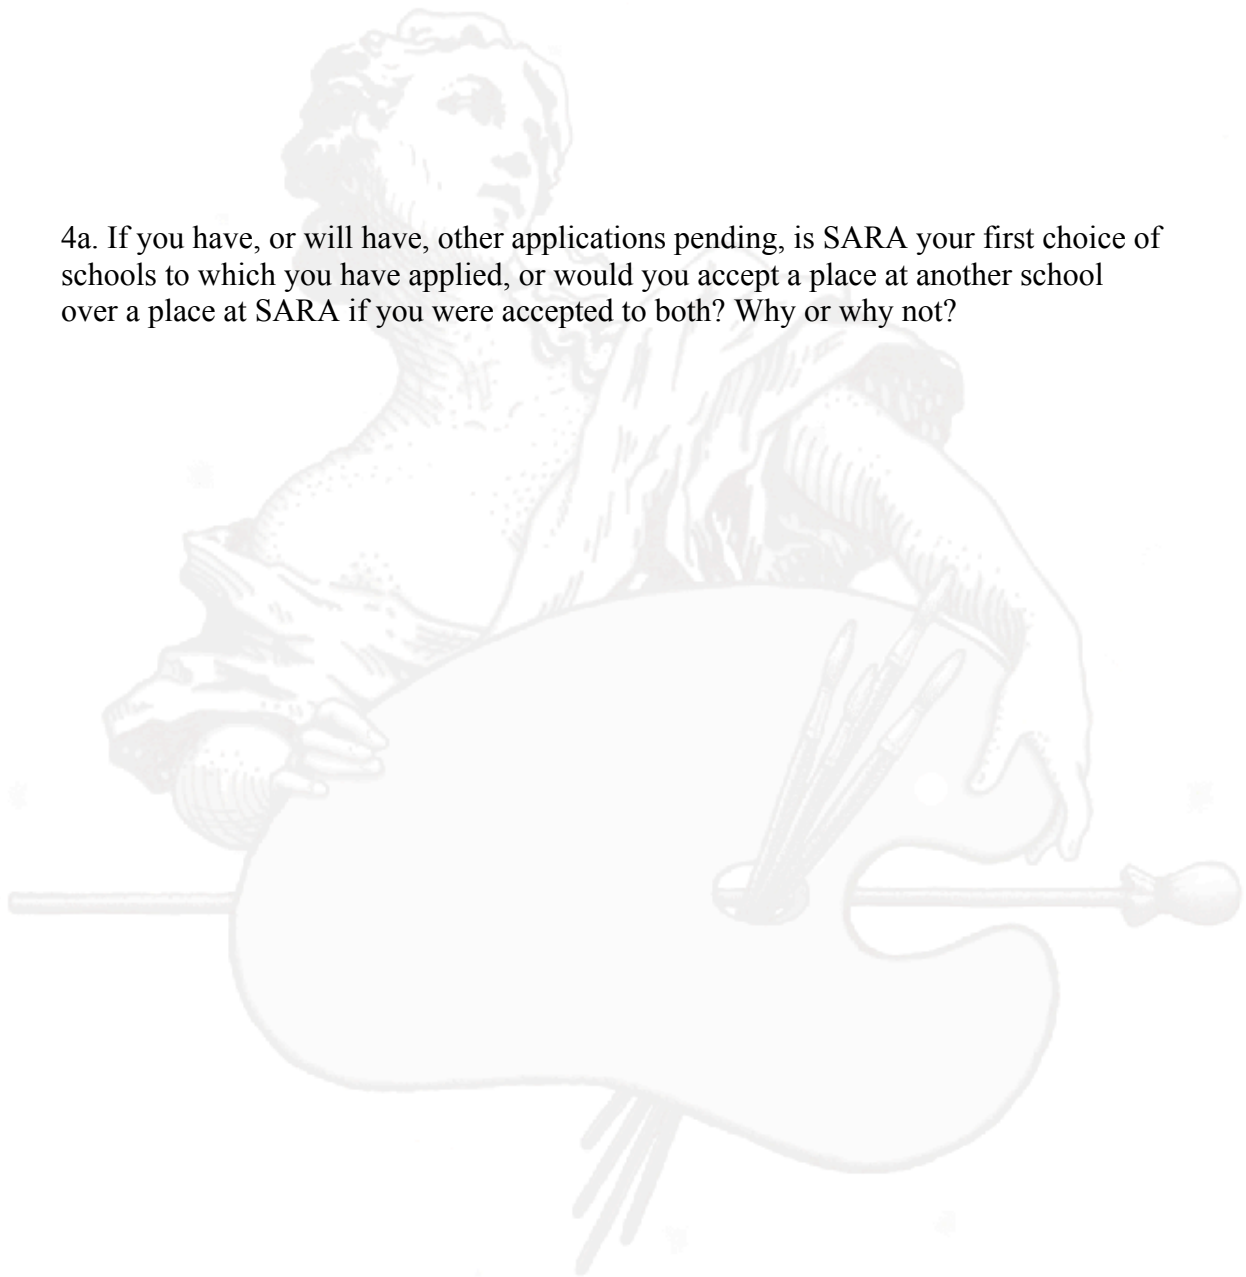 4a. If you have, or will have, other applications pending, is SARA your first choice of
schools to which you have applied, or would you accept a place at another school
over a place at SARA if you were accepted to both? Why or why not?